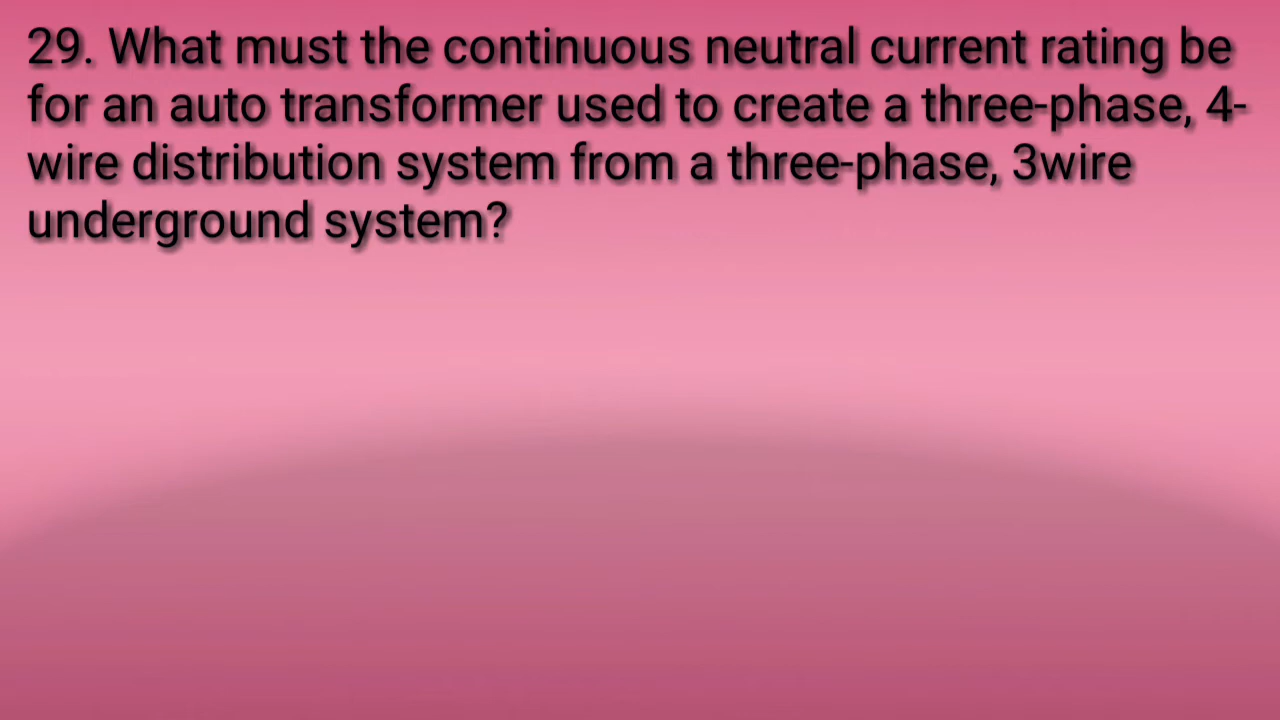 29. What must the continuous neutral current rating be
for an auto transformer used to create a three-phase, 4-
wire distribution system from a three-phase, 3wire
underground system?